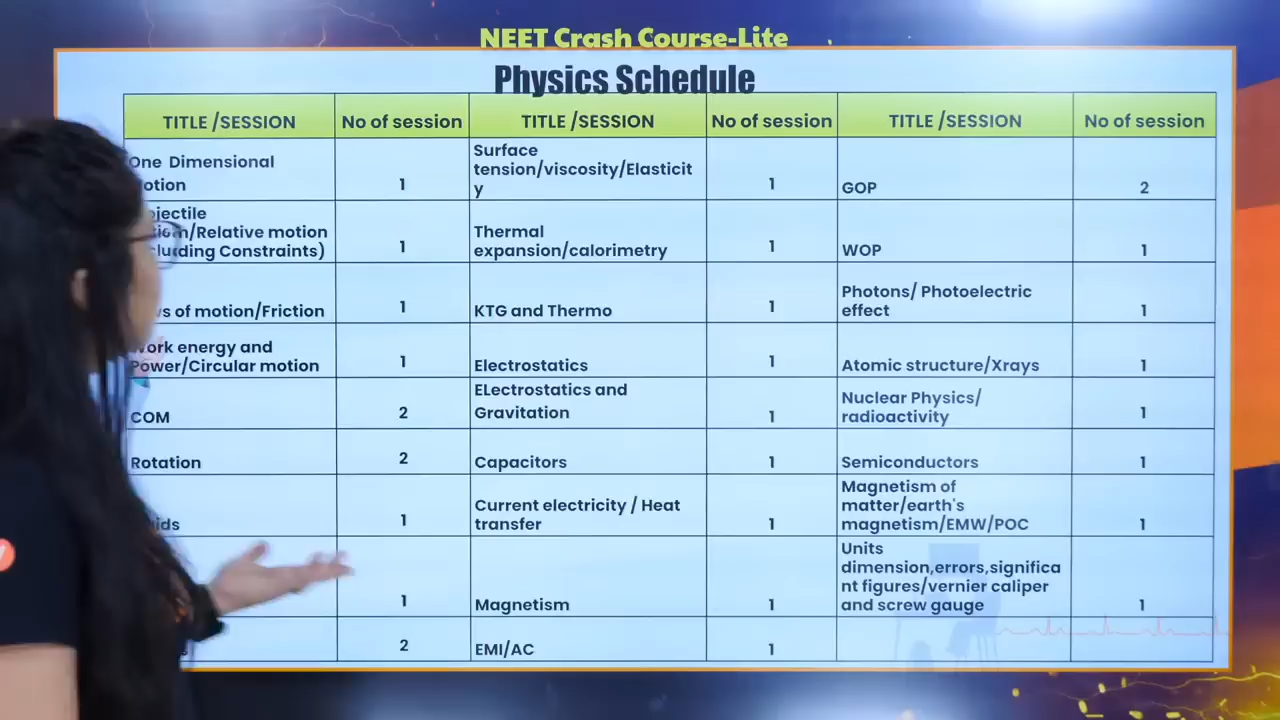 NEET Crash Course-Lite
Physics Schedule
TITLE /SESSION No of session TITLE /SESSION No of session TITLE /SESSION No of session
One Dimensional
1
Surface
tension/viscosity/Elasticit
y
1
GOP
2
motion/Relative motion
(including Constraints)
1
Thermal
expansion/calorimetry
1
WOP
1
of motion/Friction
1
KTG and Thermo
1
Photons/ Photoelectric
effect
1
Work energy and
Power/Circular motion
1
Electrostatics
1
Atomic structure/Xrays
1
COM
2
ELectrostatics and
Gravitation
1
Nuclear Physics/
radioactivity
1
Rotation
2
Capacitors
1
Semiconductors
1
1
Current electricity / Heat
transfer
1
Magnetism of
matter/earth's
magnetism/EMW/POC
1
1
Magnetism
1
Units
dimension,errors,significa
nt figures/vernier caliper
and screw gauge
1
2
EMI/AC
1